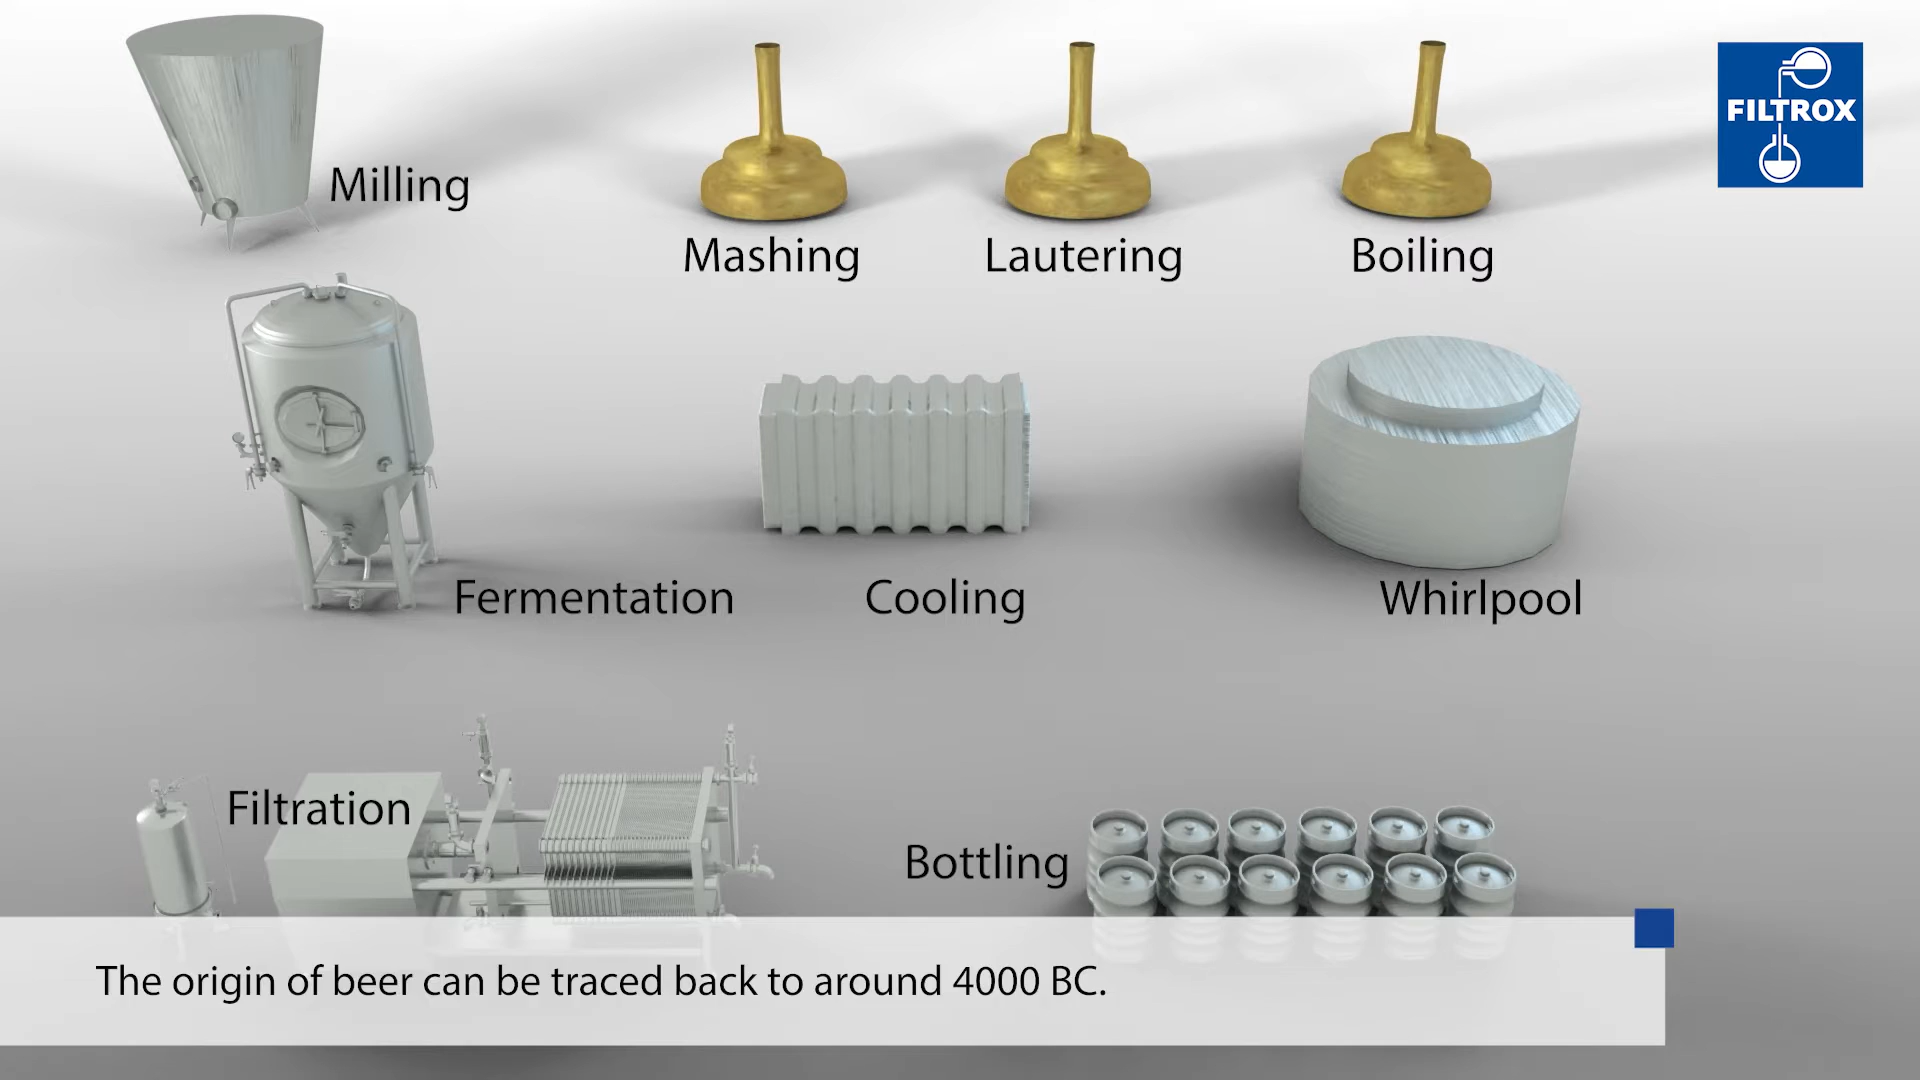 FILTROX
Milling
Mashing
Lautering
Boiling
Fermentation
Cooling
Whirlpool
Filtration
Bottling
The origin of beer can be traced back to around 4000 BC.